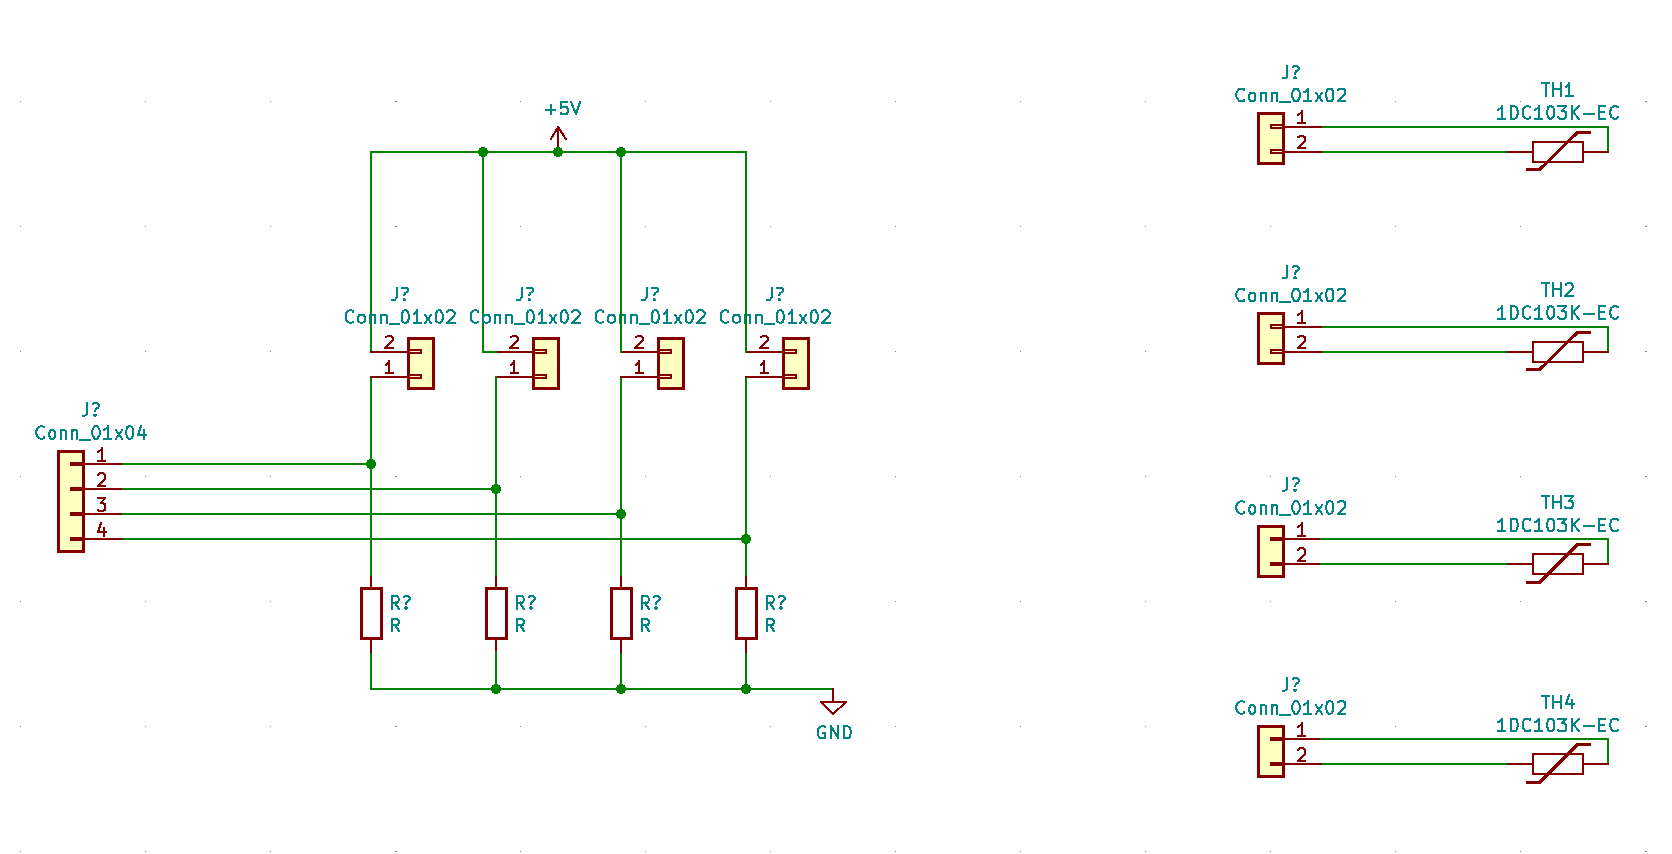 +5V
J?
Conn_01x02
2
1
J?
Conn_01x02
2
1
J?
Conn_01x02
2
1
J?
Conn_01x02
2
1
J?
Conn_01x04
1
2
3
4
R?
R
R?
R
R?
R
R?
R
GND
J?
Conn_01x02
1
2
TH1
1DC103K-EC
J?
Conn_01x02
1
2
TH2
1DC103K-EC
J?
Conn_01x02
1
2
TH3
1DC103K-EC
J?
Conn_01x02
1
2
TH4
1DC103K-EC